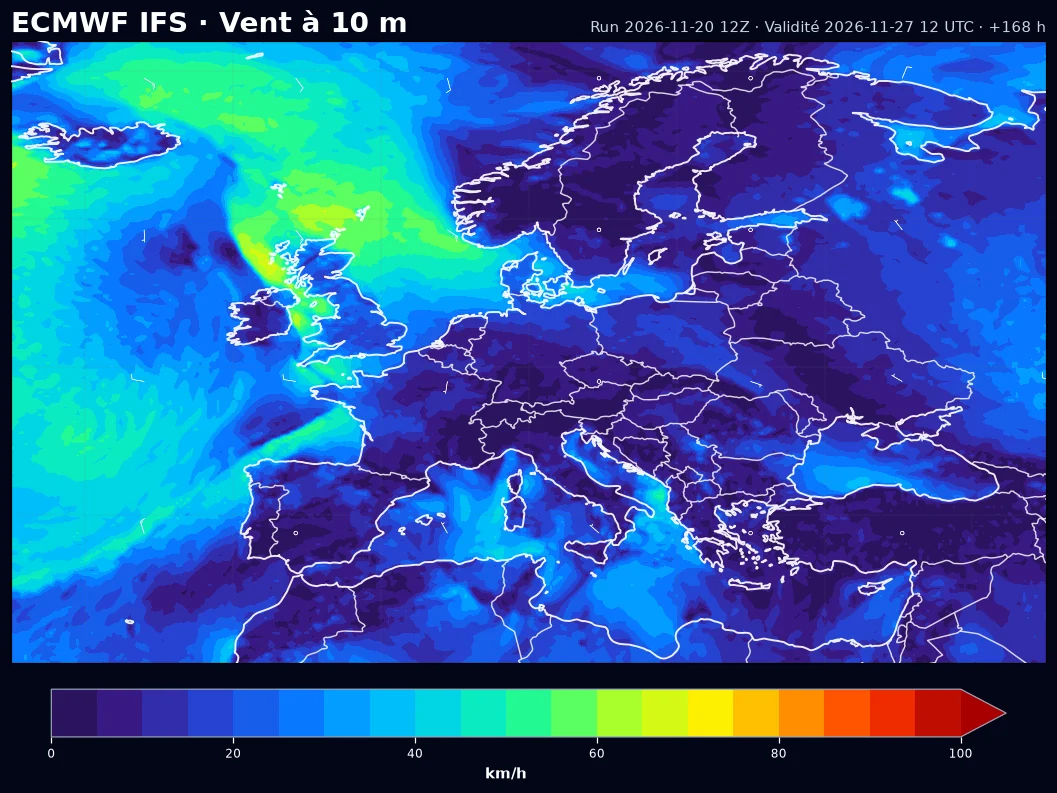 ECMWF IFS · Vent à 10 m
Run 2026-11-20 12Z · Validité 2026-11-27 12 UTC · +168 h
0 20 40 60 80 100
km/h